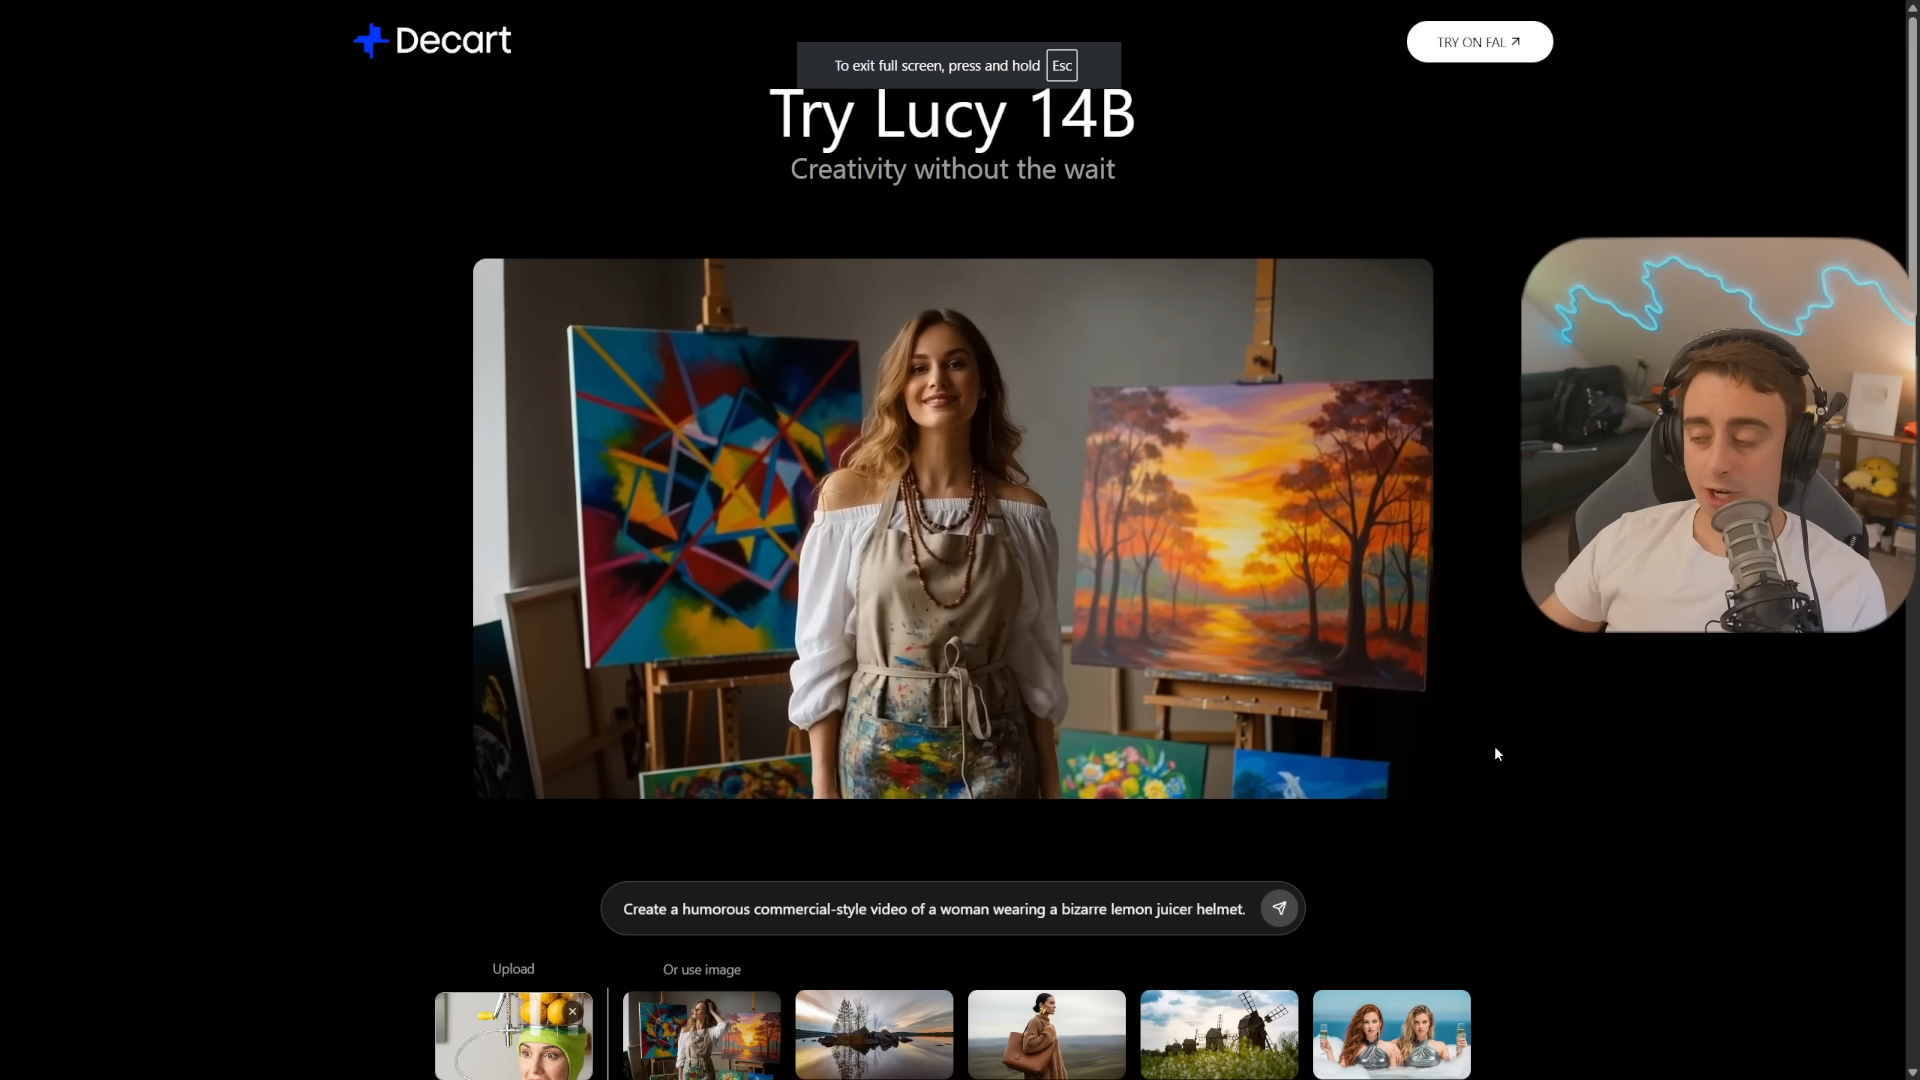 Decart
TRY ON FAL
To exit full screen, press and hold Esc
Try Lucy 14B
Creativity without the wait
Create a humorous commercial-style video of a woman wearing a bizarre lemon juicer helmet.
Upload
Or use image